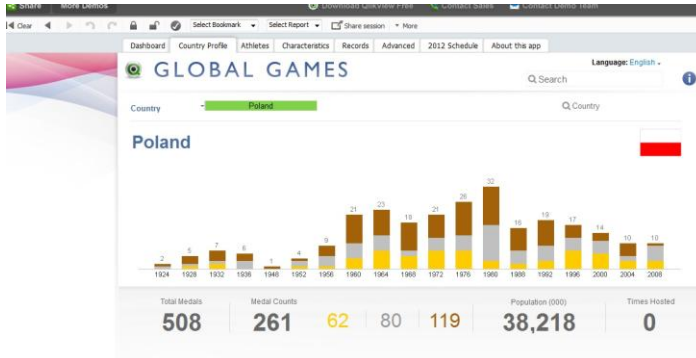 Share More Demos Download QlikView Free Contact Sales Contact Demo Team
Clear Select Bookmark Select Report Share session More
Dashboard Country Profile Athletes Characteristics Records Advanced 2012 Schedule About this app
GLOBAL GAMES
Language: English
Search
Country Poland Country
Poland
32
26
23
21 21
19
18 17
16
14
10 10
9
7
5 6
4
2
1
1924 1928 1932 1936 1948 1952 1956 1960 1964 1968 1972 1976 1980 1988 1992 1996 2000 2004 2008
Total Medals Medal Counts Population (000) Times Hosted
508 261 62 80 119 38,218 0